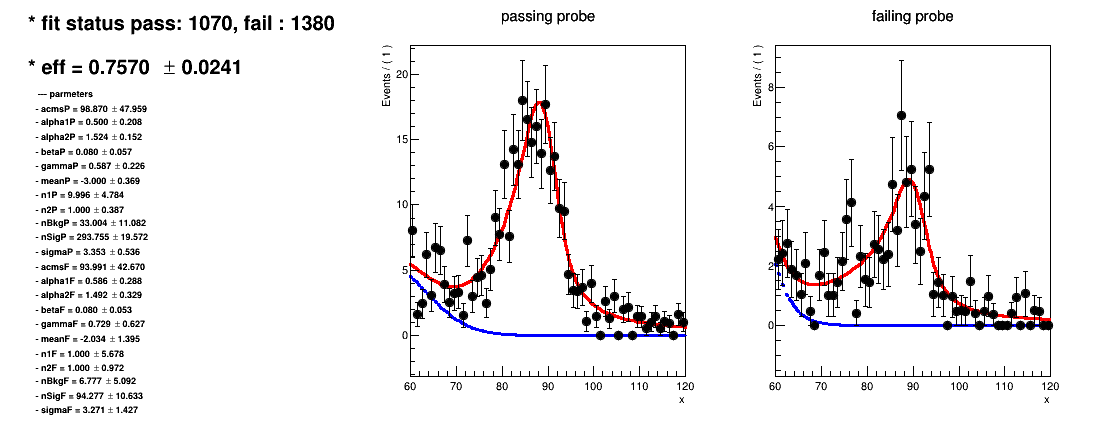 * fit status pass: 1070, fail : 1380
* eff = 0.7570 ± 0.0241
--- parmeters
- acmsP = 98.870 ± 47.959
- alpha1P = 0.500 ± 0.208
- alpha2P = 1.524 ± 0.152
- betaP = 0.080 ± 0.057
- gammaP = 0.587 ± 0.226
- meanP = -3.000 ± 0.369
- n1P = 9.996 ± 4.784
- n2P = 1.000 ± 0.387
- nBkgP = 33.004 ± 11.082
- nSigP = 293.755 ± 19.572
- sigmaP = 3.353 ± 0.536
- acmsF = 93.991 ± 42.670
- alpha1F = 0.586 ± 0.288
- alpha2F = 1.492 ± 0.329
- betaF = 0.080 ± 0.053
- gammaF = 0.729 ± 0.627
- meanF = -2.034 ± 1.395
- n1F = 1.000 ± 5.678
- n2F = 1.000 ± 0.972
- nBkgF = 6.777 ± 5.092
- nSigF = 94.277 ± 10.633
- sigmaF = 3.271 ± 1.427
passing probe
Events / ( 1 )
20
15
10
5
0
60 70 80 90 100 110 120
x
failing probe
Events / ( 1 )
8
6
4
2
0
60 70 80 90 100 110 120
x